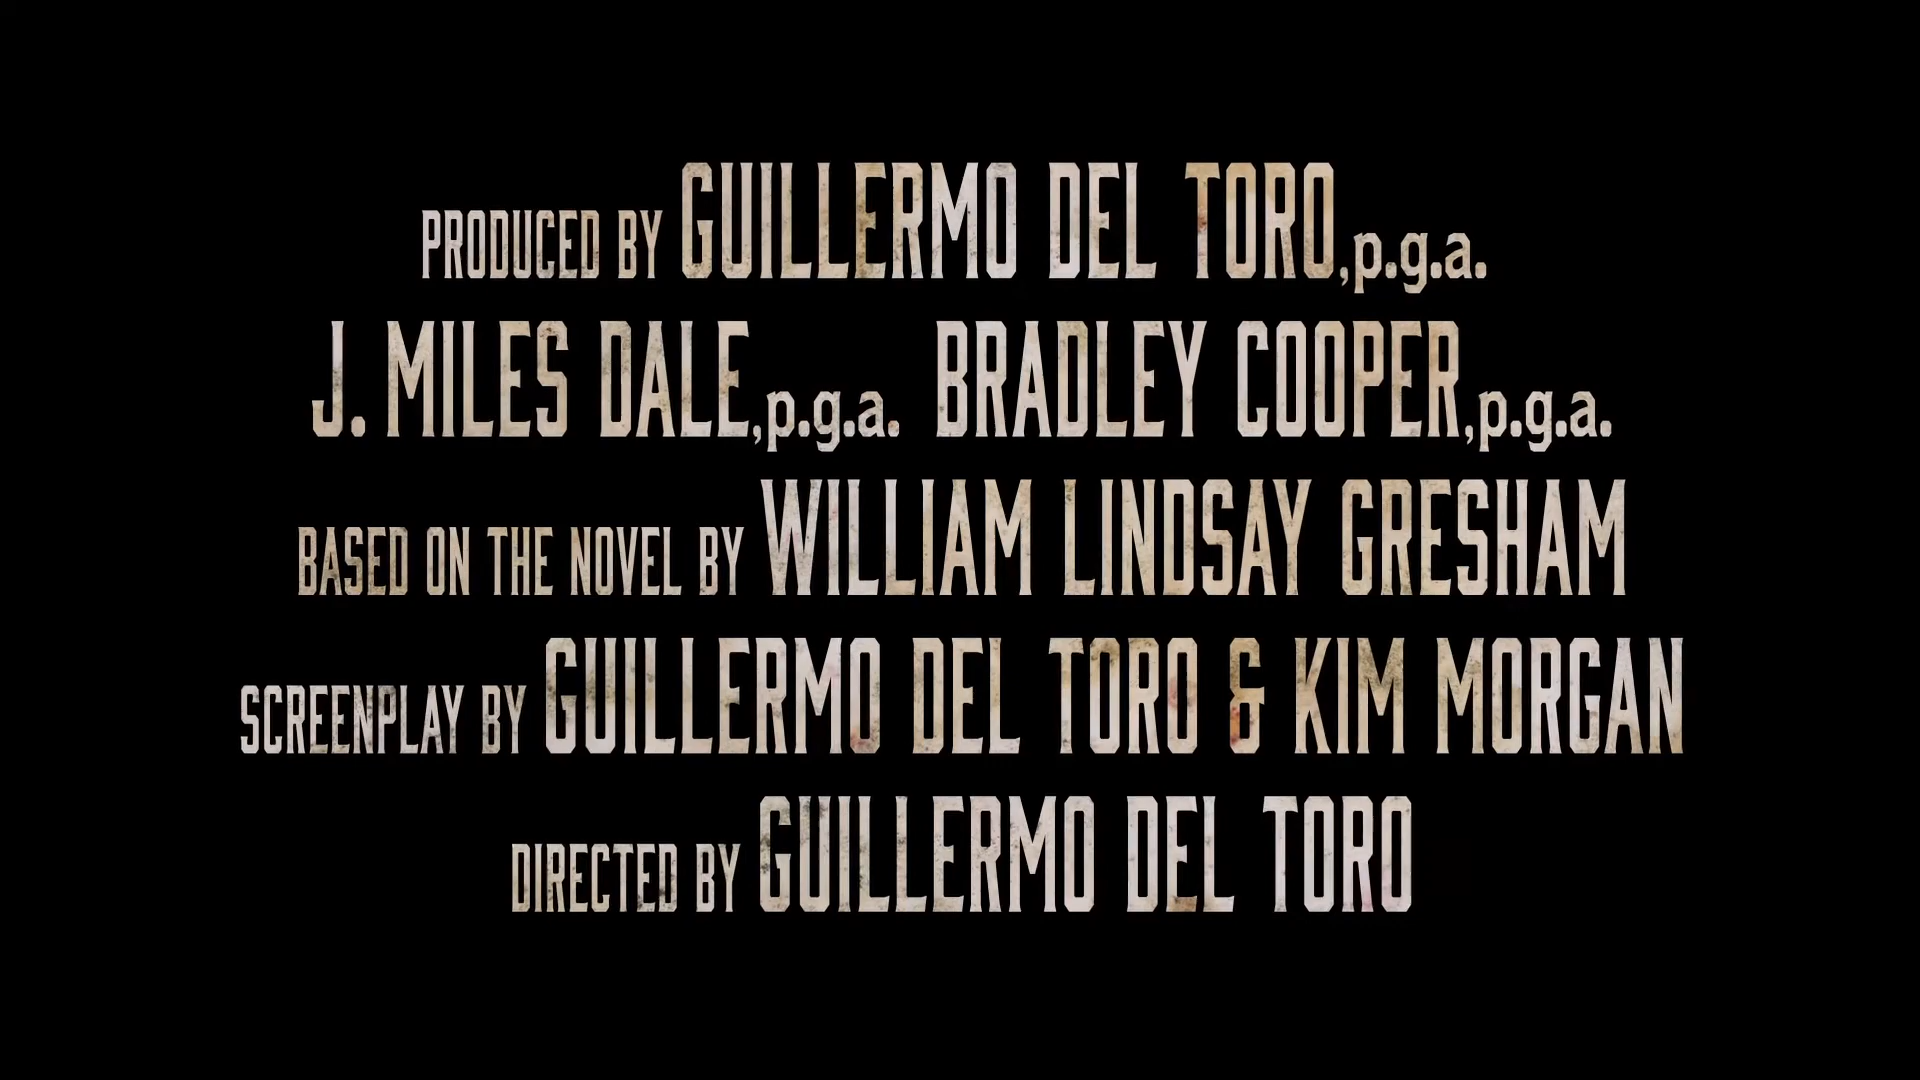 PRODUCED BY GUILLERMO DEL TORO, p.g.a.
J. MILES DALE, p.g.a. BRADLEY COOPER, p.g.a.
BASED ON THE NOVEL BY WILLIAM LINDSAY GRESHAM
SCREENPLAY BY GUILLERMO DEL TORO & KIM MORGAN
DIRECTED BY GUILLERMO DEL TORO